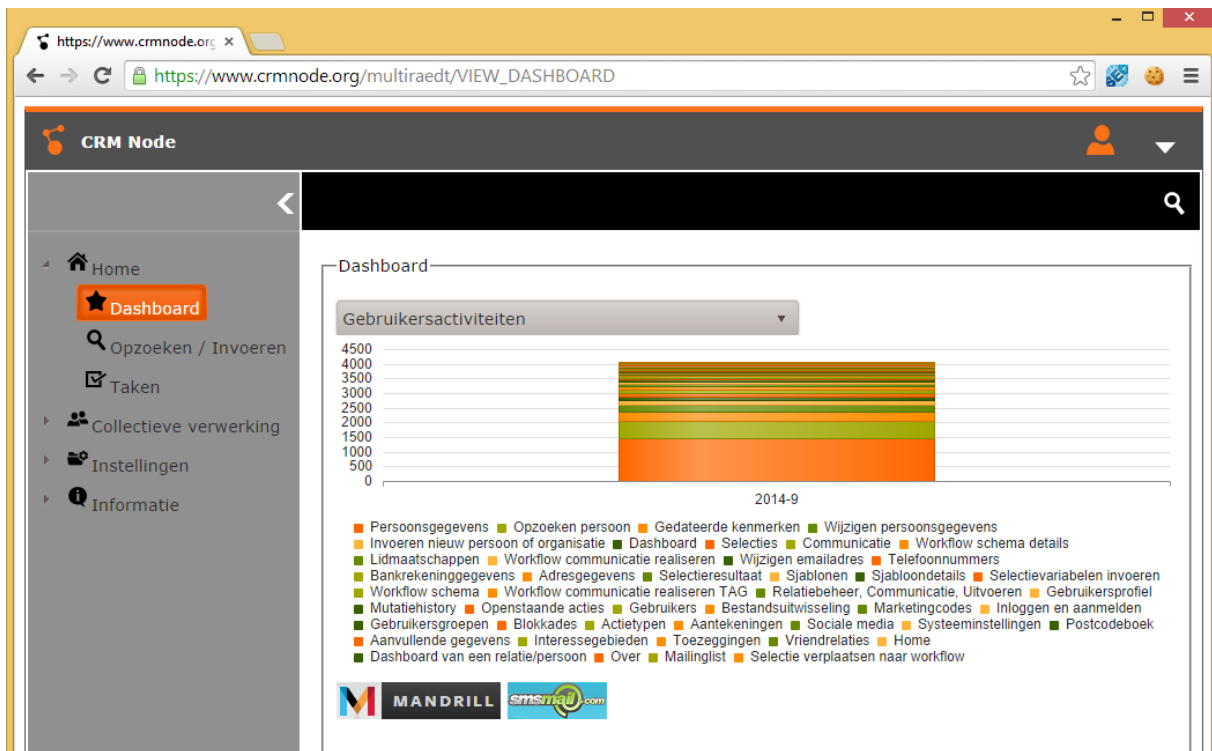 https://www.crmnode.org
https://www.crmnode.org/multiraedt/VIEW_DASHBOARD
CRM Node
Home
Dashboard
Opzoeken / Invoeren
Taken
Collectieve verwerking
Instellingen
Informatie
Dashboard
Gebruikersactiviteiten
4500
4000
3500
3000
2500
2000
1500
1000
500
0
2014-9
Persoonsgegevens Opzoeken persoon Gedateerde kenmerken Wijzigen persoonsgegevens
Invoeren nieuw persoon of organisatie Dashboard Selecties Communicatie Workflow schema details
Lidmaatschappen Workflow communicatie realiseren Wijzigen emailadres Telefoonnummers
Bankrekeninggegevens Adresgegevens Selectieresultaat Sjablonen Sjabloondetails Selectievariabelen invoeren
Workflow schema Workflow communicatie realiseren TAG Relatiebeheer, Communicatie, Uitvoeren Gebruikersprofiel
Mutatiehistory Openstaande acties Gebruikers Bestandsuitwisseling Marketingcodes Inloggen en aanmelden
Gebruikersgroepen Blokkades Actietypen Aantekeningen Sociale media Systeeminstellingen Postcodeboek
Aanvullende gegevens Interessegebieden Toezeggingen Vriendrelaties Home
Dashboard van een relatie/persoon Over Mailinglist Selectie verplaatsen naar workflow
MANDRILL smsmail.com